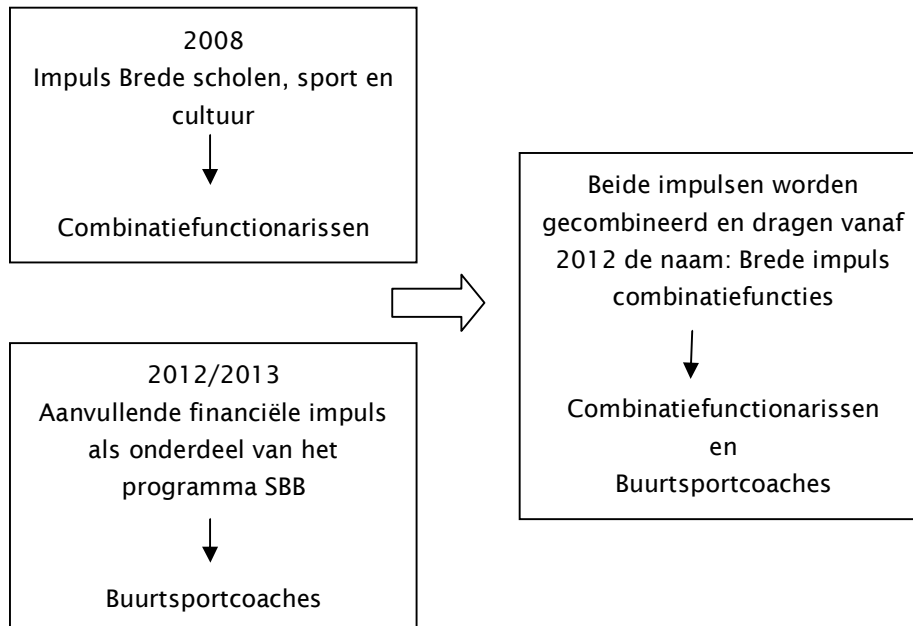 2008
Impuls Brede scholen, sport en
cultuur
Combinatiefunctionarissen
2012/2013
Aanvullende financiële impuls
als onderdeel van het
programma SBB
Buurtsportcoaches
Beide impulsen worden
gecombineerd en dragen vanaf
2012 de naam: Brede impuls
combinatiefuncties
Combinatiefunctionarissen
en
Buurtsportcoaches